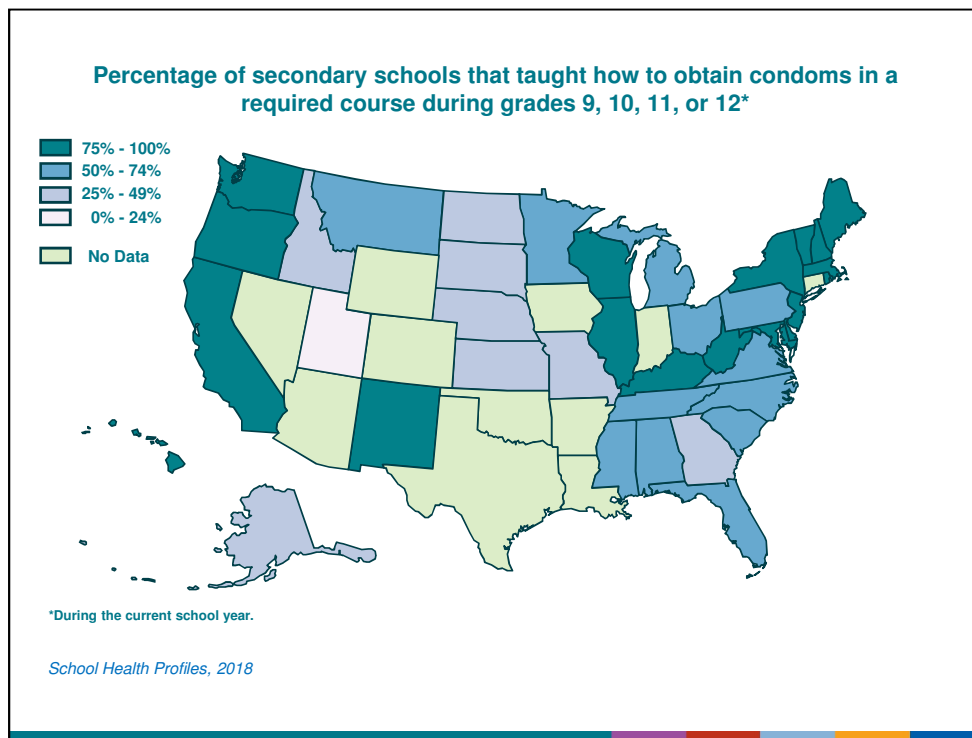 Percentage of secondary schools that taught how to obtain condoms in a
required course during grades 9, 10, 11, or 12*
75% - 100%
50% - 74%
25% - 49%
0% - 24%
No Data
*During the current school year.
School Health Profiles, 2018